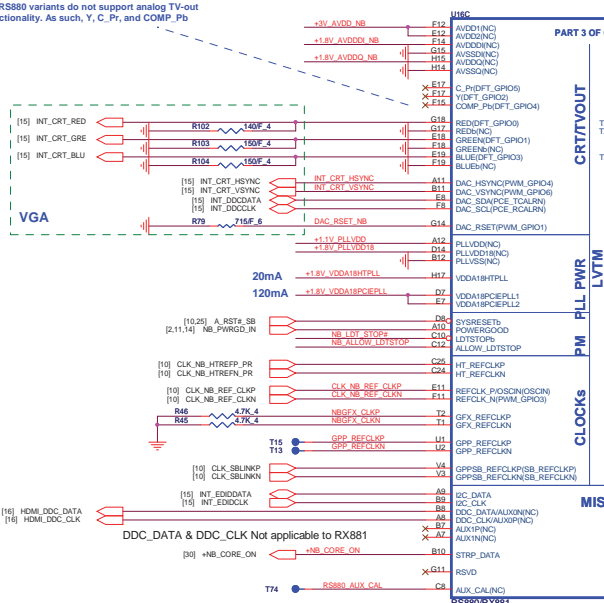 RS880 variants do not support analog TV-out
ctionality. As such, Y, C_Pr, and COMP_Pb
U16C
PART 3 OF
+3V_AVDD_NB F12 AVDD1(NC)
E12 AVDD2(NC)
+1.8V_AVDDDI_NB F14 AVDDDI(NC)
G15 AVSSDI(NC)
+1.8V_AVDDQ_NB H15 AVDDQ(NC)
H14 AVSSQ(NC)
E17 C_Pr(DFT_GPIO5)
F17 Y(DFT_GPIO2)
F15 COMP_Pb(DFT_GPIO4)
CRT/TVOUT
[15] INT_CRT_RED G18 RED(DFT_GPIO0)
R102 140/F_4 G17 REDb(NC)
[15] INT_CRT_GRE E18 GREEN(DFT_GPIO1)
R103 150/F_4 F18 GREENb(NC)
[15] INT_CRT_BLU E19 BLUE(DFT_GPIO3)
R104 150/F_4 F19 BLUEb(NC)
[15] INT_CRT_HSYNC INT_CRT_HSYNC A11 DAC_HSYNC(PWM_GPIO4)
[15] INT_CRT_VSYNC INT_CRT_VSYNC B11 DAC_VSYNC(PWM_GPIO6)
[15] INT_DDCDATA E8 DAC_SDA(PCE_TCALRN)
[15] INT_DDCCLK F8 DAC_SCL(PCE_RCALRN)
VGA
R79 715/F_6 DAC_RSET_NB G14 DAC_RSET(PWM_GPIO1)
+1.1V_PLLVDD A12 PLLVDD(NC)
+1.8V_PLLVDD18 D14 PLLVDD18(NC)
B12 PLLVSS(NC)
PLL PWR
LVTM
20mA +1.8V_VDDA18HTPLL H17 VDDA18HTPLL
120mA +1.8V_VDDA18PCIEPLL D7 VDDA18PCIEPLL1
E7 VDDA18PCIEPLL2
[10,25] A_RST#_SB D8 SYSRESETb
[2,11,14] NB_PWRGD_IN A10 POWERGOOD
NB_LDT_STOP# C10 LDTSTOPb
NB_ALLOW_LDTSTOP C12 ALLOW_LDTSTOP
PM
[10] CLK_NB_HTREFP_PR C25 HT_REFCLKP
[10] CLK_NB_HTREFN_PR C24 HT_REFCLKN
[10] CLK_NB_REF_CLKP CLK_NB_REF_CLKP E11 REFCLK_P/OSCIN(OSCIN)
[10] CLK_NB_REF_CLKN CLK_NB_REF_CLKN F11 REFCLK_N(PWM_GPIO3)
R46 4.7K_4 NBGFX_CLKP T2 GFX_REFCLKP
R45 4.7K_4 NBGFX_CLKN T1 GFX_REFCLKN
CLOCKs
T15 GPP_REFCLKP U1 GPP_REFCLKP
T13 GPP_REFCLKN U2 GPP_REFCLKN
[10] CLK_SBLINKP V4 GPPSB_REFCLKP(SB_REFCLKP)
[10] CLK_SBLINKN V3 GPPSB_REFCLKN(SB_REFCLKN)
[15] INT_EDIDDATA A9 I2C_DATA
[15] INT_EDIDCLK B9 I2C_CLK
MIS
[16] HDMI_DDC_DATA B8 DDC_DATA/AUX0N(NC)
[16] HDMI_DDC_CLK A8 DDC_CLK/AUX0P(NC)
B7 AUX1P(NC)
A7 AUX1N(NC)
DDC_DATA & DDC_CLK Not applicable to RX881
[30] +NB_CORE_ON +NB_CORE_ON B10 STRP_DATA
G11 RSVD
T74 RS880_AUX_CAL C8 AUX_CAL(NC)
RS880/RX881